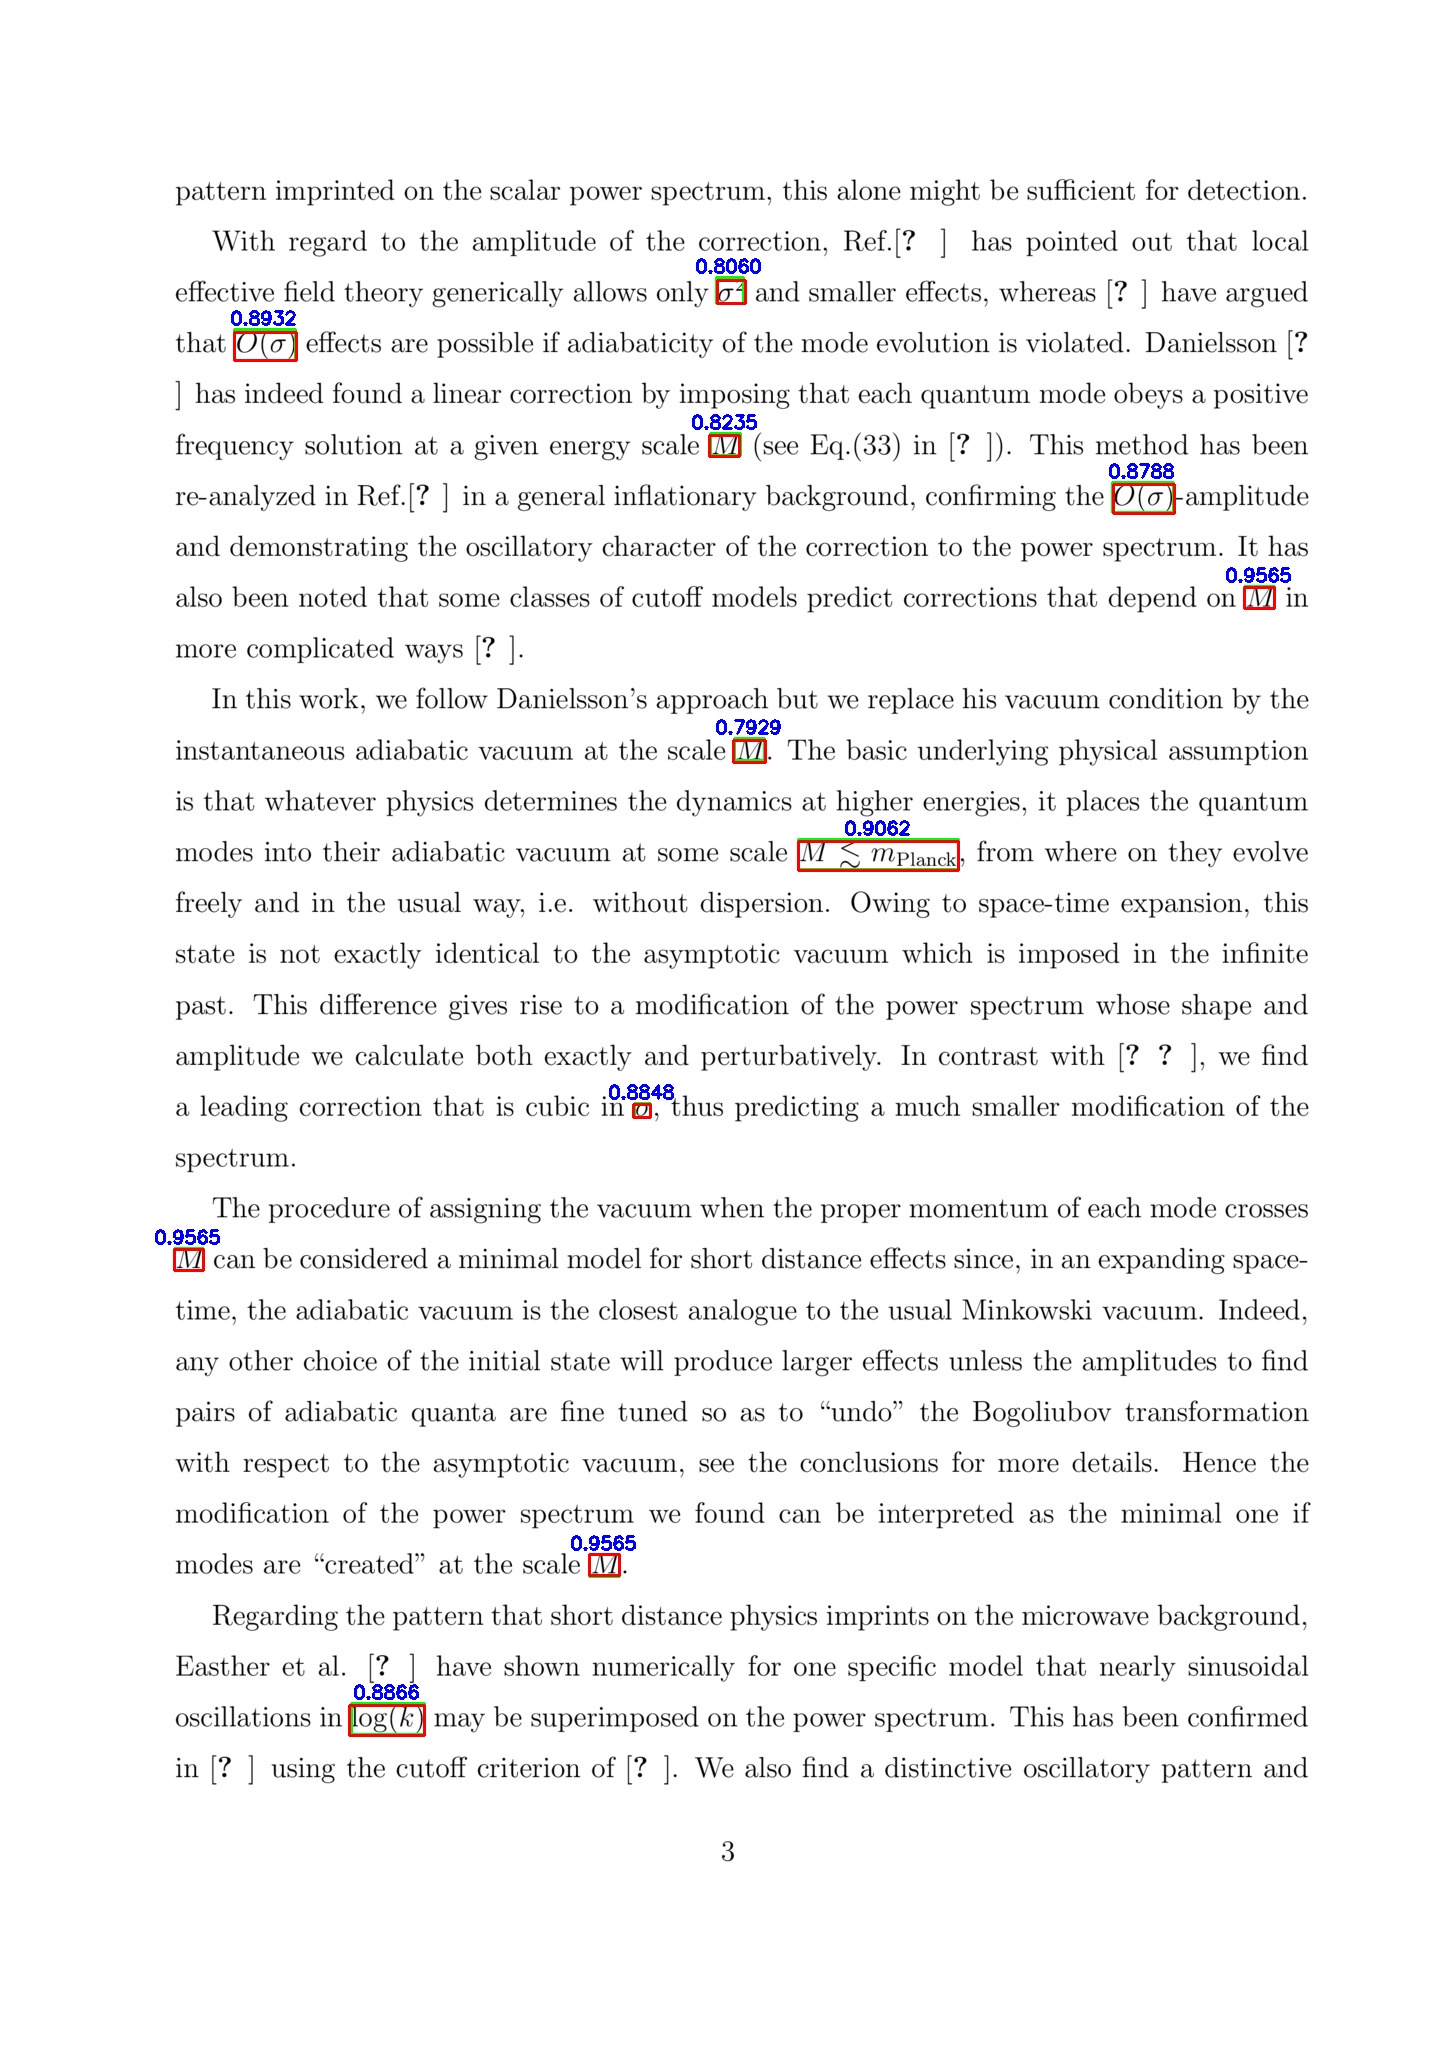 pattern imprinted on the scalar power spectrum, this alone might be sufficient for detection.
With regard to the amplitude of the correction, Ref.[? ] has pointed out that local
0.8060
effective field theory generically allows only σ² and smaller effects, whereas [? ] have argued
0.8932
that O(σ) effects are possible if adiabaticity of the mode evolution is violated. Danielsson [?
] has indeed found a linear correction by imposing that each quantum mode obeys a positive
0.8235
frequency solution at a given energy scale M (see Eq.(33) in [? ]). This method has been
0.8788
re-analyzed in Ref.[? ] in a general inflationary background, confirming the O(σ)-amplitude
and demonstrating the oscillatory character of the correction to the power spectrum. It has
0.9565
also been noted that some classes of cutoff models predict corrections that depend on M in
more complicated ways [? ].
In this work, we follow Danielsson's approach but we replace his vacuum condition by the
0.7929
instantaneous adiabatic vacuum at the scale M. The basic underlying physical assumption
is that whatever physics determines the dynamics at higher energies, it places the quantum
0.9062
modes into their adiabatic vacuum at some scale M ≲ mPlanck, from where on they evolve
freely and in the usual way, i.e. without dispersion. Owing to space-time expansion, this
state is not exactly identical to the asymptotic vacuum which is imposed in the infinite
past. This difference gives rise to a modification of the power spectrum whose shape and
amplitude we calculate both exactly and perturbatively. In contrast with [? ? ], we find
0.8848
a leading correction that is cubic in σ, thus predicting a much smaller modification of the
spectrum.
The procedure of assigning the vacuum when the proper momentum of each mode crosses
0.9565
M can be considered a minimal model for short distance effects since, in an expanding space-
time, the adiabatic vacuum is the closest analogue to the usual Minkowski vacuum. Indeed,
any other choice of the initial state will produce larger effects unless the amplitudes to find
pairs of adiabatic quanta are fine tuned so as to “undo” the Bogoliubov transformation
with respect to the asymptotic vacuum, see the conclusions for more details. Hence the
modification of the power spectrum we found can be interpreted as the minimal one if
0.9565
modes are “created” at the scale M.
Regarding the pattern that short distance physics imprints on the microwave background,
Easther et al. [? ] have shown numerically for one specific model that nearly sinusoidal
0.8866
oscillations in log(k) may be superimposed on the power spectrum. This has been confirmed
in [? ] using the cutoff criterion of [? ]. We also find a distinctive oscillatory pattern and
3